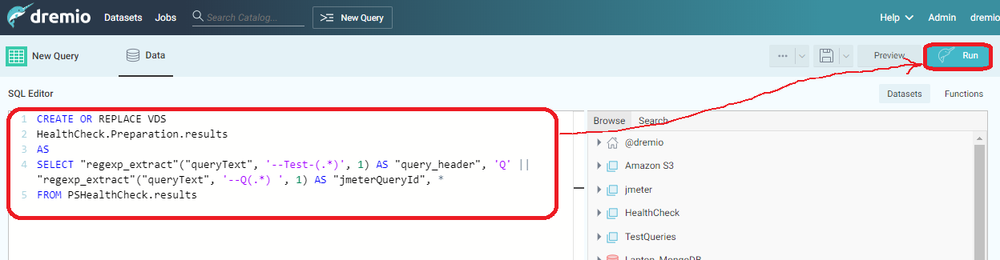 dremio Datasets Jobs Search Catalog... New Query Help Admin dremio
New Query Data ... Preview Run
SQL Editor Datasets Functions
1 CREATE OR REPLACE VDS
2 HealthCheck.Preparation.results
3 AS
4 SELECT "regexp_extract"("queryText", '--Test-(.*)', 1) AS "query_header", 'Q' ||
"regexp_extract"("queryText", '--Q(.*) ', 1) AS "jmeterQueryId", *
5 FROM PSHealthCheck.results
Browse Search
@dremio
Amazon S3
jmeter
HealthCheck
TestQueries
Laptop_MongoDB